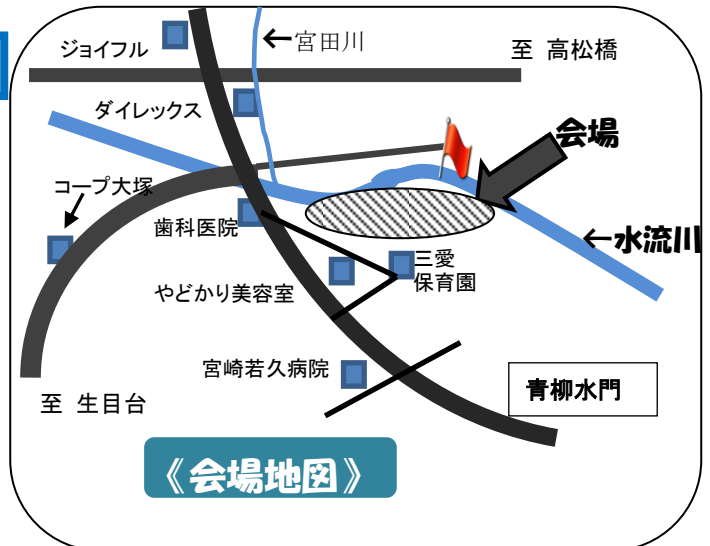 ジョイフル
←宮田川
至 高松橋
ダイレックス
会場
コープ大塚
歯科医院
←水流川
三愛
保育園
やどかり美容室
宮崎若久病院
青柳水門
至 生目台
《会場地図》